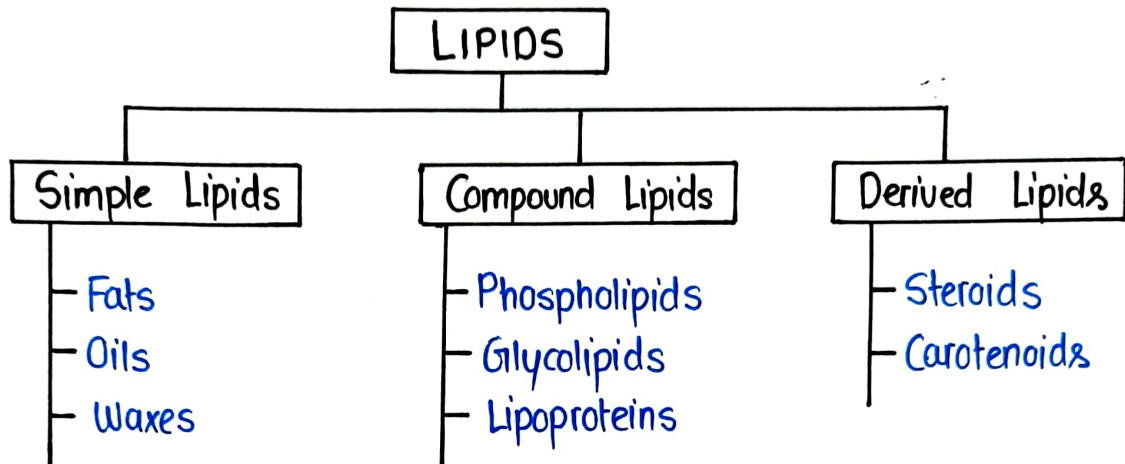 LIPIDS
Simple Lipids
Compound Lipids
Derived Lipids
Fats
Oils
Waxes
Phospholipids
Glycolipids
Lipoproteins
Steroids
Carotenoids